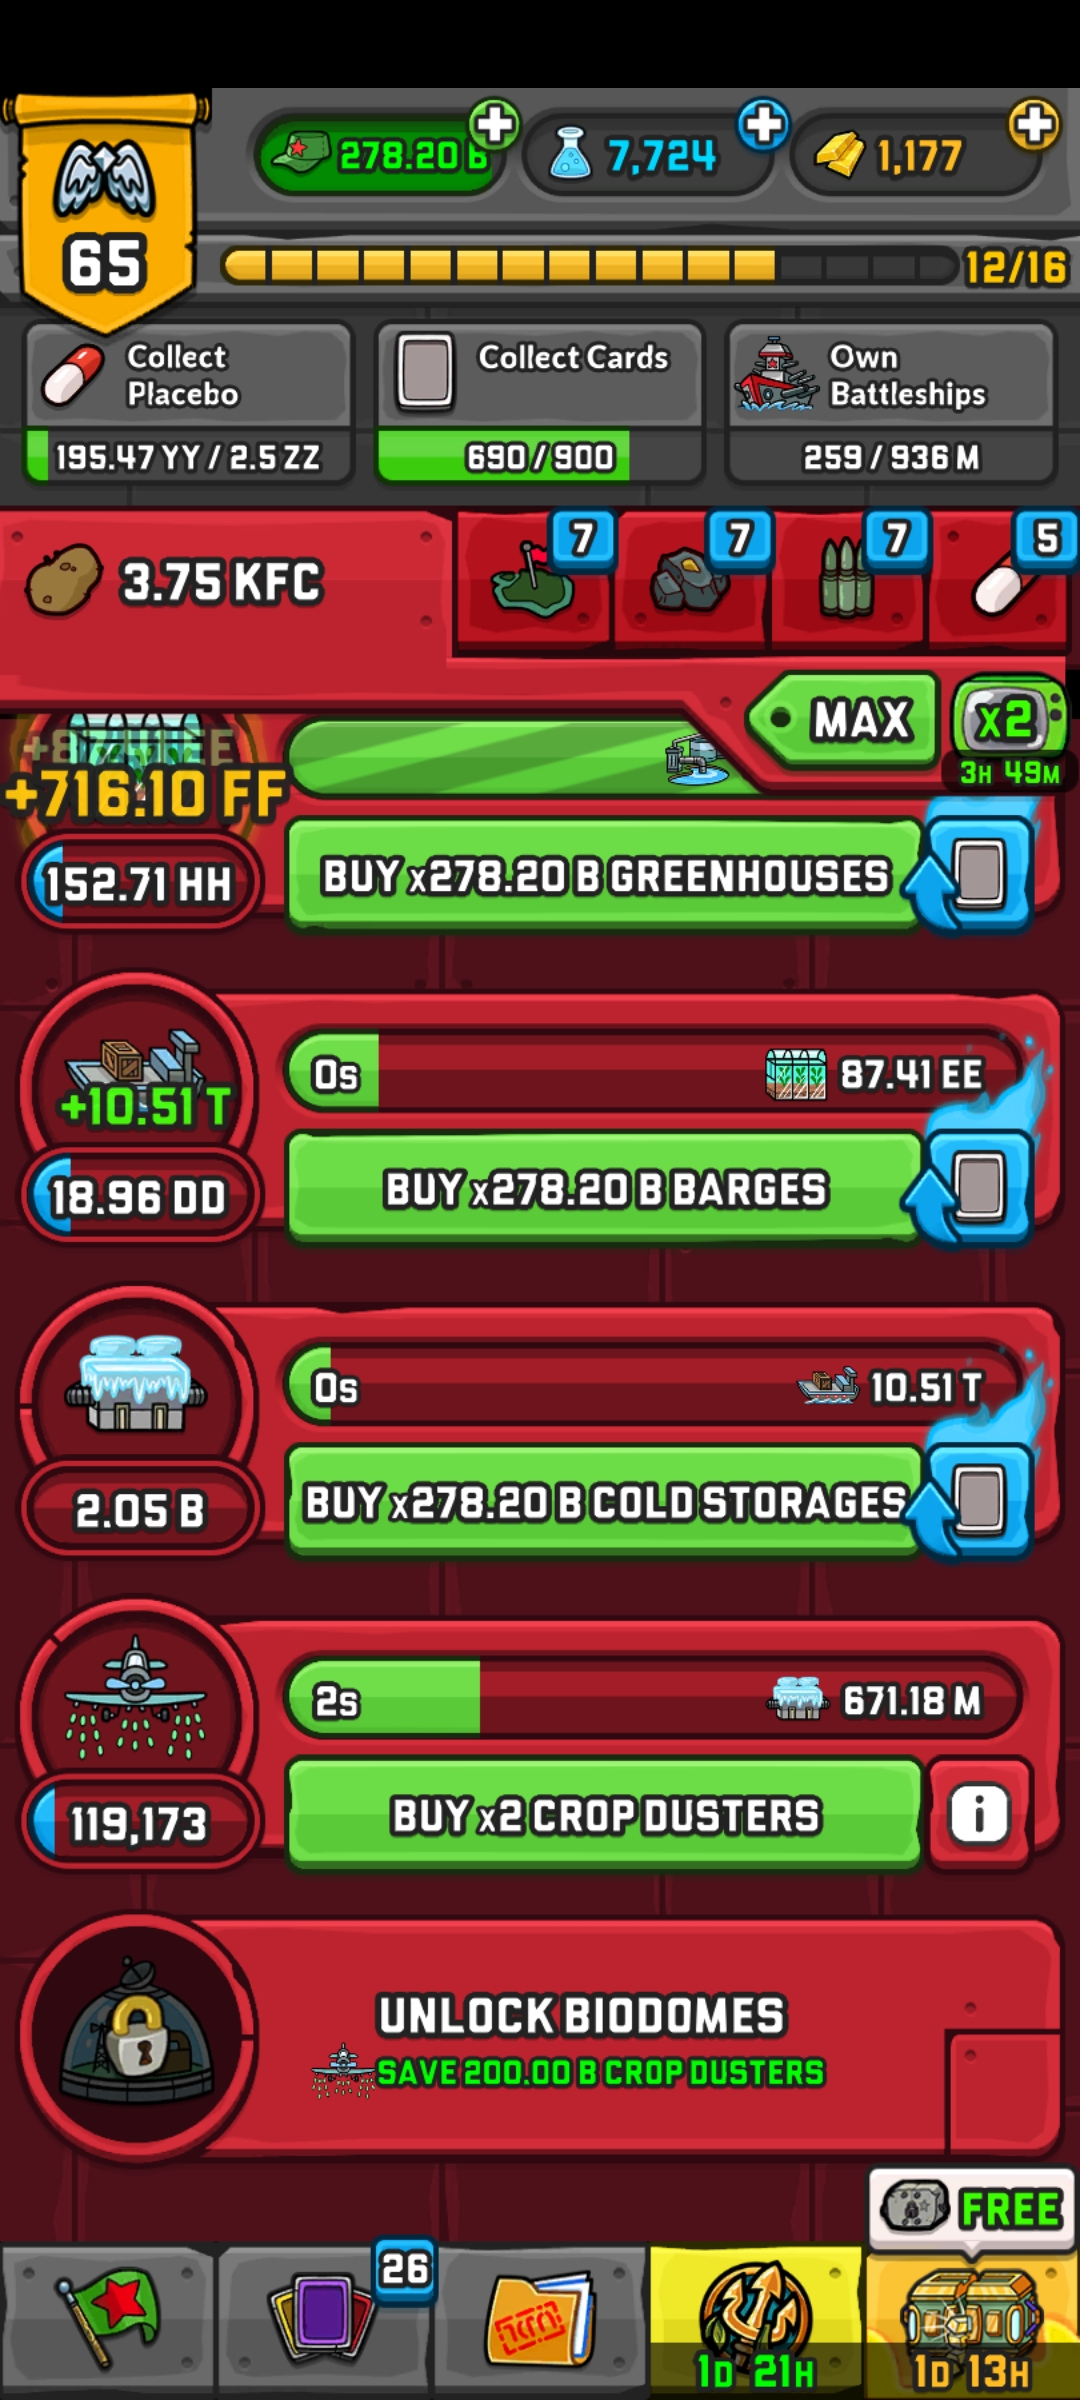 278.20 B
7,724
1,177
65
12/16
Collect
Placebo
195.47 YY / 2.5 ZZ
Collect Cards
690/900
Own
Battleships
259 / 936 M
3.75 KFC
7
7
7
5
MAX
x2
3H 49M
+716.10 FF
152.71 HH
BUY x278.20 B GREENHOUSES
+10.51 T
0s
87.41 EE
18.96 DD
BUY x278.20 B BARGES
0s
10.51 T
2.05 B
BUY x278.20 B COLD STORAGES
2s
671.18 M
119,173
BUY x2 CROP DUSTERS
i
UNLOCK BIODOMES
SAVE 200.00 B CROP DUSTERS
FREE
26
1D 21H
1D 13H